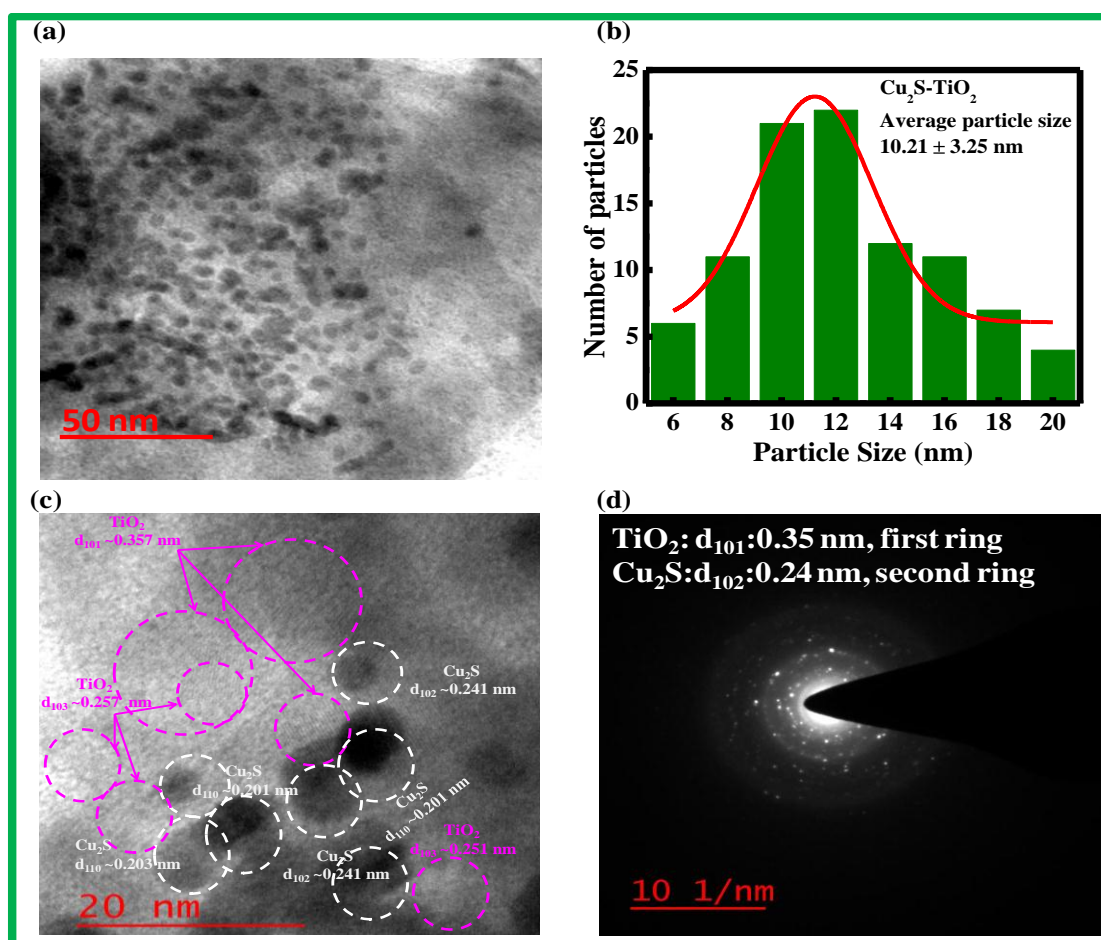 (a)
50 nm
(b)
Number of particles
25
20
15
10
5
0
Cu₂S-TiO₂
Average particle size
10.21 ± 3.25 nm
6 8 10 12 14 16 18 20
Particle Size (nm)
(c)
TiO₂
d₁₀₁ ~0.357 nm
Cu₂S
d₁₀₂ ~0.241 nm
TiO₂
d₁₀₃ ~0.257 nm
Cu₂S
d₁₁₀ ~0.201 nm
Cu₂S
d₁₁₀ ~0.201 nm
Cu₂S
d₁₁₀ ~0.203 nm
Cu₂S
d₁₀₂ ~0.241 nm
TiO₂
~0.251 nm
20 nm
(d)
TiO₂: d₁₀₁:0.35 nm, first ring
Cu₂S:d₁₀₂:0.24 nm, second ring
10 1/nm